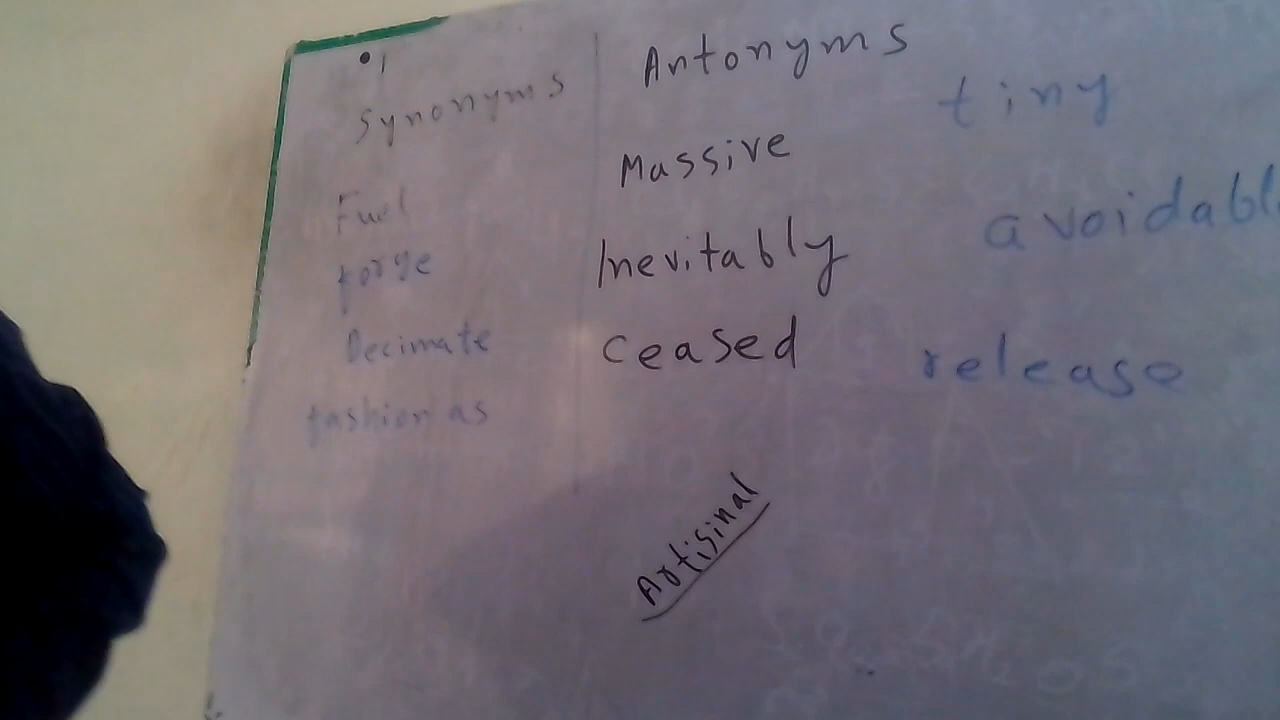 Synonyms
Fuel
forge
Decimate
fashion as
Antonyms
Massive tiny
Inevitably avoidabl
Ceased release
Artisinal